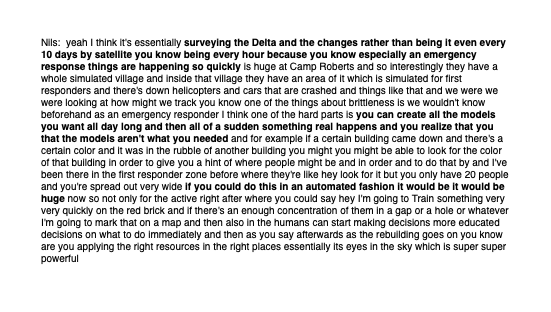 Nils:  yeah I think it's essentially surveying the Delta and the changes rather than being it even every
10 days by satellite you know being every hour because you know especially an emergency
response things are happening so quickly is huge at Camp Roberts and so interestingly they have a
whole simulated village and inside that village they have an area of it which is simulated for first
responders and there's down helicopters and cars that are crashed and things like that and we were we
were looking at how might we track you know one of the things about brittleness is we wouldn't know
beforehand as an emergency responder I think one of the hard parts is you can create all the models
you want all day long and then all of a sudden something real happens and you realize that you
that the models aren't what you needed and for example if a certain building came down and there's a
certain color and it was in the rubble of another building you might you might be able to look for the color
of that building in order to give you a hint of where people might be and in order and to do that by and I've
been there in the first responder zone before where they're like hey look for it but you only have 20 people
and you're spread out very wide if you could do this in an automated fashion it would be it would be
huge now so not only for the active right after where you could say hey I'm going to Train something very
very quickly on the red brick and if there's an enough concentration of them in a gap or a hole or whatever
I'm going to mark that on a map and then also in the humans can start making decisions more educated
decisions on what to do immediately and then as you say afterwards as the rebuilding goes on you know
are you applying the right resources in the right places essentially its eyes in the sky which is super super
powerful